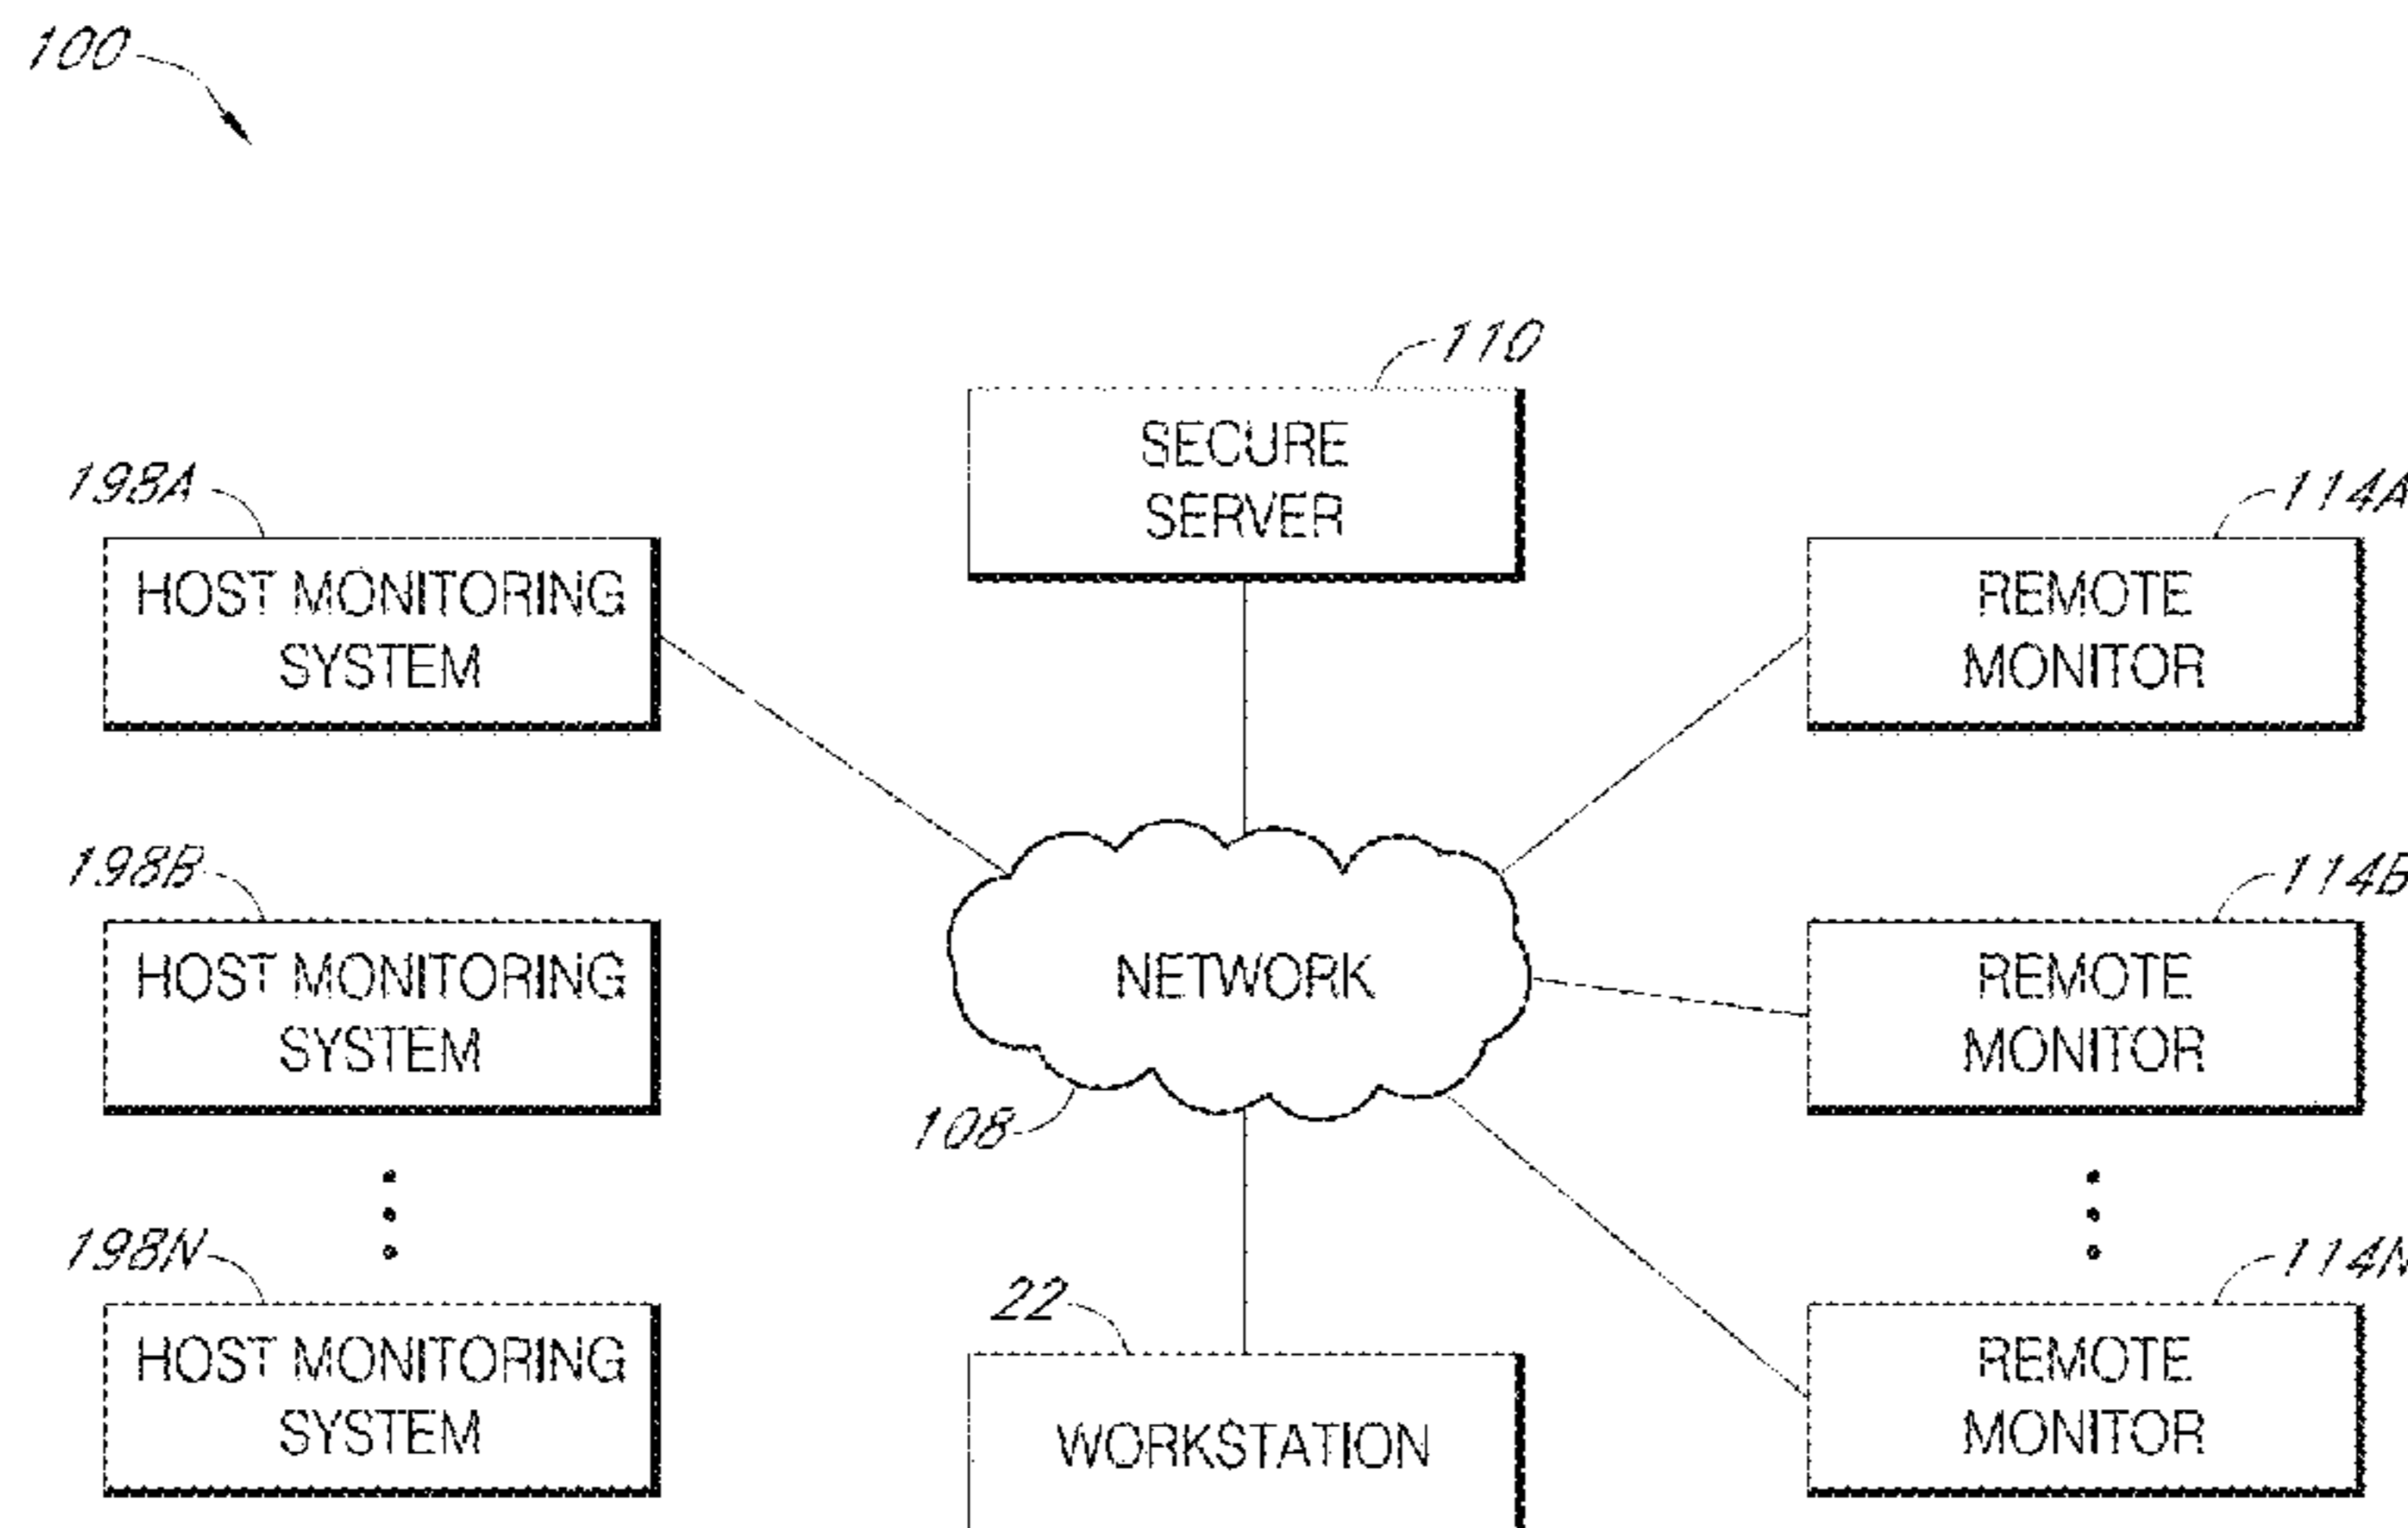 100
110
SECURE
SERVER
198A
HOST MONITORING
SYSTEM
114A
REMOTE
MONITOR
198B
HOST MONITORING
SYSTEM
NETWORK
108
114B
REMOTE
MONITOR
198N
HOST MONITORING
SYSTEM
22
WORKSTATION
114N
REMOTE
MONITOR